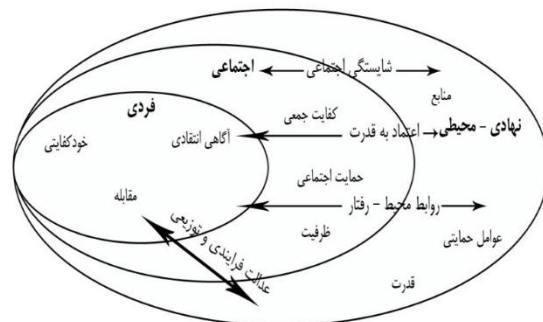 اجتماعی
شایستگی اجتماعی
منابع
فردی
کفایت جمعی
نهادی - محیطی
اعتماد به قدرت
آگاهی انتقادی
خودکفایتی
حمایت اجتماعی
مقابله
روابط محیط - رفتار
ظرفیت
عوامل حمایتی
عدالت فرایندی و توزیعی
قدرت